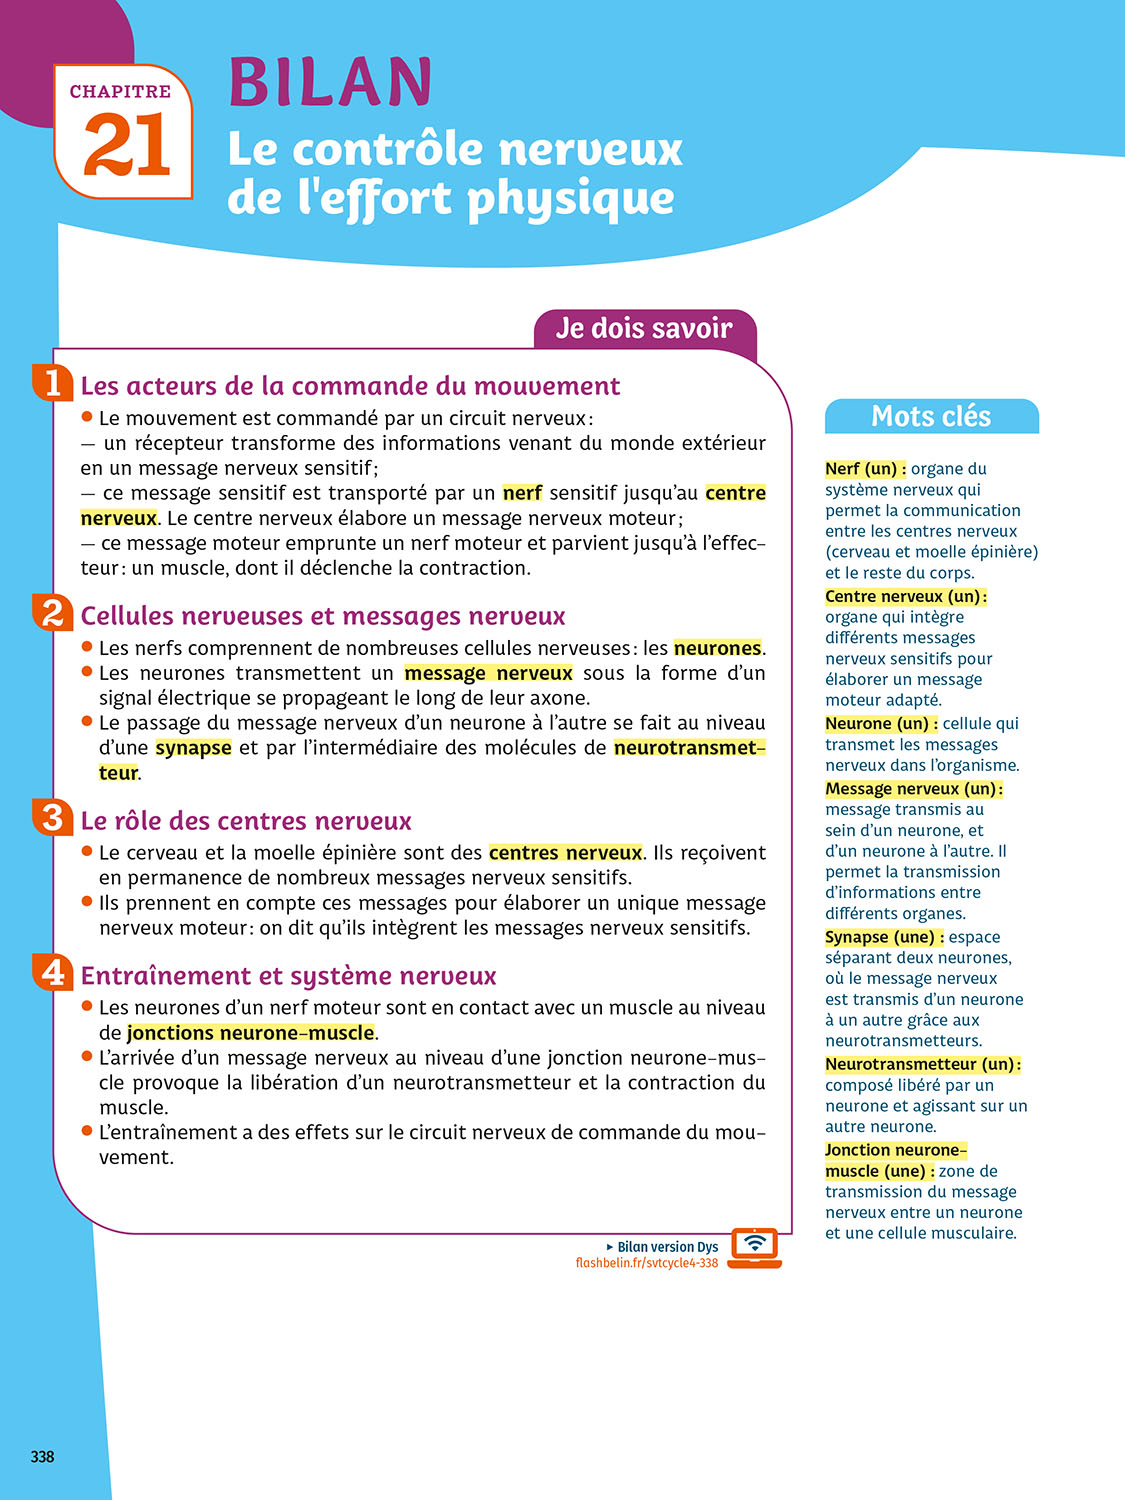 CHAPITRE
21
BILAN
Le contrôle nerveux
de l'effort physique
Je dois savoir
1 Les acteurs de la commande du mouvement
• Le mouvement est commandé par un circuit nerveux :
– un récepteur transforme des informations venant du monde extérieur
en un message nerveux sensitif ;
– ce message sensitif est transporté par un nerf sensitif jusqu'au centre
nerveux. Le centre nerveux élabore un message nerveux moteur ;
– ce message moteur emprunte un nerf moteur et parvient jusqu'à l'effec-
teur : un muscle, dont il déclenche la contraction.
2 Cellules nerveuses et messages nerveux
• Les nerfs comprennent de nombreuses cellules nerveuses : les neurones.
• Les neurones transmettent un message nerveux sous la forme d'un
signal électrique se propageant le long de leur axone.
• Le passage du message nerveux d'un neurone à l'autre se fait au niveau
d'une synapse et par l'intermédiaire des molécules de neurotransmet-
teur.
3 Le rôle des centres nerveux
• Le cerveau et la moelle épinière sont des centres nerveux. Ils reçoivent
en permanence de nombreux messages nerveux sensitifs.
• Ils prennent en compte ces messages pour élaborer un unique message
nerveux moteur : on dit qu'ils intègrent les messages nerveux sensitifs.
4 Entraînement et système nerveux
• Les neurones d'un nerf moteur sont en contact avec un muscle au niveau
de jonctions neurone-muscle.
• L'arrivée d'un message nerveux au niveau d'une jonction neurone-mus-
cle provoque la libération d'un neurotransmetteur et la contraction du
muscle.
• L'entraînement a des effets sur le circuit nerveux de commande du mou-
vement.
▸ Bilan version Dys
flashbelin.fr/svtcycle4-338
Mots clés
Nerf (un) : organe du
système nerveux qui
permet la communication
entre les centres nerveux
(cerveau et moelle épinière)
et le reste du corps.
Centre nerveux (un) :
organe qui intègre
différents messages
nerveux sensitifs pour
élaborer un message
moteur adapté.
Neurone (un) : cellule qui
transmet les messages
nerveux dans l'organisme.
Message nerveux (un) :
message transmis au
sein d'un neurone, et
d'un neurone à l'autre. Il
permet la transmission
d'informations entre
différents organes.
Synapse (une) : espace
séparant deux neurones,
où le message nerveux
est transmis d'un neurone
à un autre grâce aux
neurotransmetteurs.
Neurotransmetteur (un) :
composé libéré par un
neurone et agissant sur un
autre neurone.
Jonction neurone-
muscle (une) : zone de
transmission du message
nerveux entre un neurone
et une cellule musculaire.
338